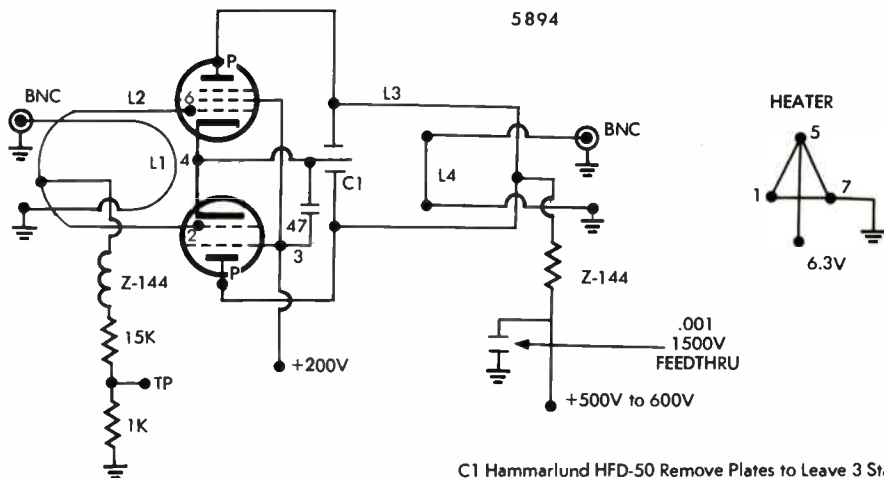 5894
P
BNC
L2
6
L3
HEATER
BNC
5
L1
4
C1
L4
1
7
2
47
3
P
6.3V
Z-144
Z-144
15K
.001
1500V
FEEDTHRU
+200V
TP
+500V to 600V
1K
C1 Hammarlund HFD-50 Remove Plates to Leave 3